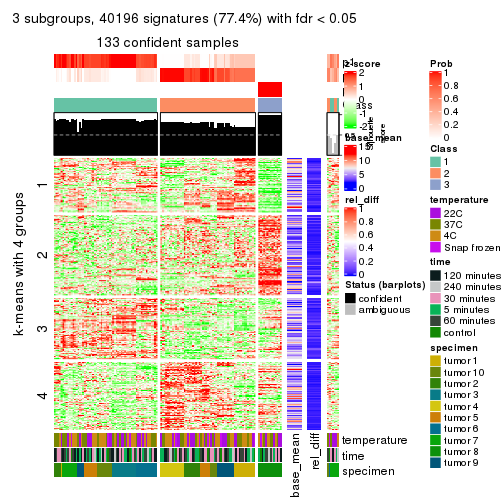 3 subgroups, 40196 signatures (77.4%) with fdr < 0.05
133 confident samples
k-means with 4 groups
1
2
3
4
z-score
2
1
0
-1
-2
base_mean
15
10
5
0
rel_diff
1
0.8
0.6
0.4
0.2
0
Status (barplots)
confident
ambiguous
Silhouette
score
Prob
1
0.8
0.6
0.4
0.2
0
Class
1
2
3
temperature
22C
37C
4C
Snap frozen
time
120 minutes
240 minutes
30 minutes
5 minutes
60 minutes
control
specimen
tumor 1
tumor 10
tumor 2
tumor 3
tumor 4
tumor 5
tumor 6
tumor 7
tumor 8
tumor 9
temperature
time
specimen
base_mean
rel_diff